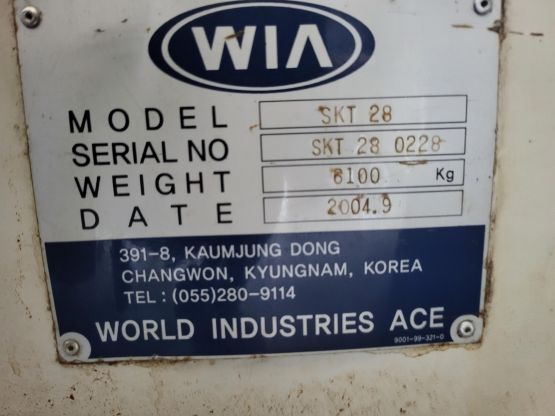 WIA
MODEL SKT 28
SERIAL NO SKT 28 0228
WEIGHT 6100 Kg
DATE 2004.9
391-8, KAUMJUNG DONG
CHANGWON, KYUNGNAM, KOREA
TEL : (055)280-9114
WORLD INDUSTRIES ACE
9001-99-321-0